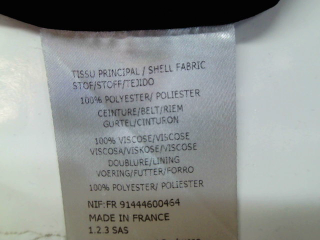 TISSU PRINCIPAL / SHELL FABRIC
STOF/STOFF/TEJIDO
100% POLYESTER/ POLIESTER
CEINTURE/BELT/RIEM
GURTEL/CINTURON
100% VISCOSE/VISCOSE
VISCOSA/VISKOSE/VISCOSE
DOUBLURE/LINING
VOERING/FUTTER/FORRO
100% POLYESTER/ POLIESTER
NIF:FR 91444600464
MADE IN FRANCE
1.2.3 SAS